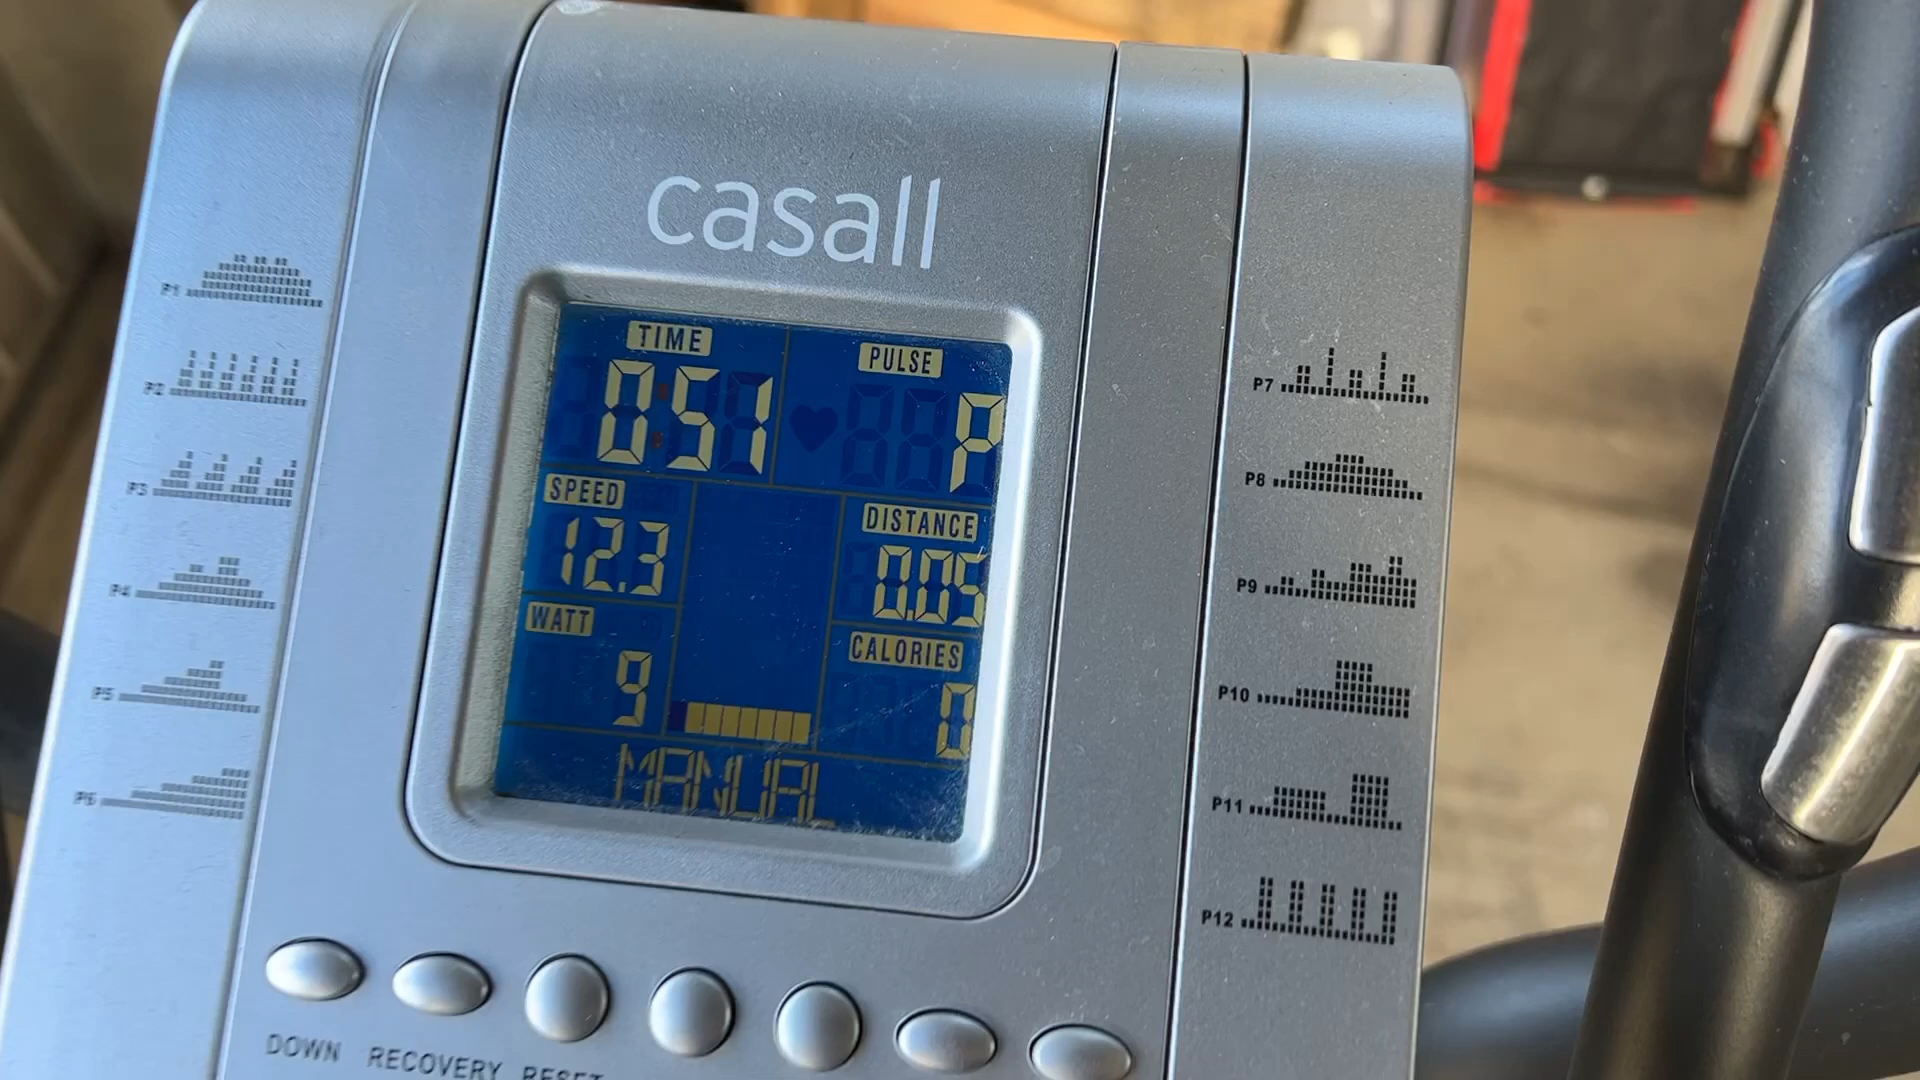 casall
TIME
0:51
PULSE
P
SPEED
12.3
DISTANCE
0.05
WATT
9
CALORIES
0
MANUAL
P1
P2
P3
P4
P5
P6
P7
P8
P9
P10
P11
P12
DOWN RECOVERY RESET